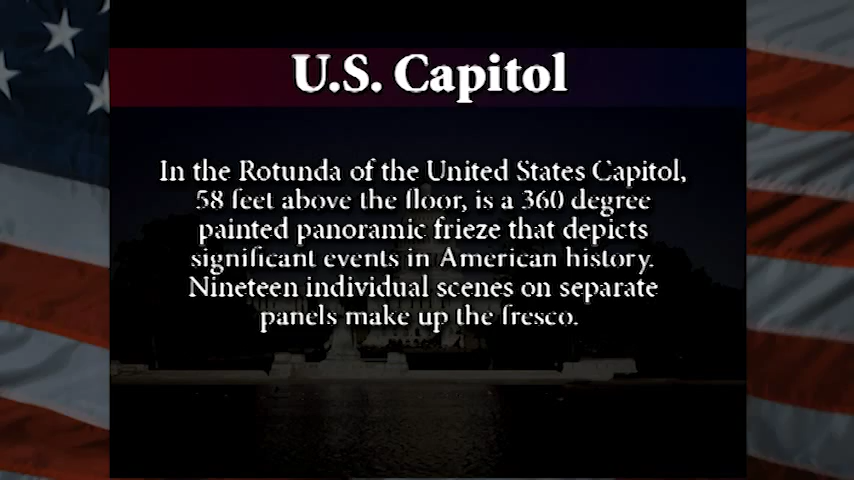 U.S. Capitol
In the Rotunda of the United States Capitol,
58 feet above the floor, is a 360 degree
painted panoramic frieze that depicts
significant events in American history.
Nineteen individual scenes on separate
panels make up the fresco.